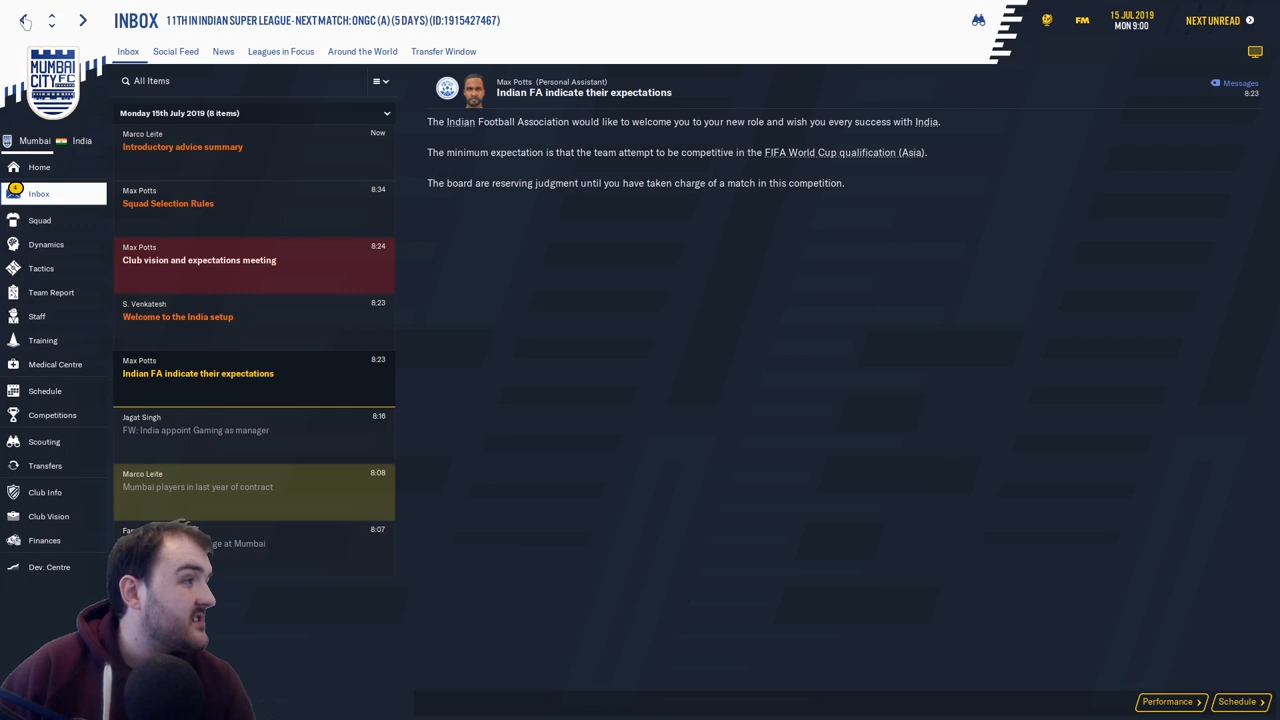 INBOX
11TH IN INDIAN SUPER LEAGUE - NEXT MATCH: ONGC (A) (5 DAYS) (ID:1915427467)
FM
15 JUL 2019
MON 9:00
NEXT UNREAD
Inbox
Social Feed
News
Leagues in Focus
Around the World
Transfer Window
MUMBAI
CITY FC
Mumbai
India
Home
4
Inbox
Squad
Dynamics
Tactics
Team Report
Staff
Training
Medical Centre
Schedule
Competitions
Scouting
Transfers
Club Info
Club Vision
Finances
Dev. Centre
All Items
Monday 15th July 2019 (8 items)
Marco Leite
Now
Introductory advice summary
Max Potts
8:34
Squad Selection Rules
Max Potts
8:24
Club vision and expectations meeting
S. Venkatesh
8:23
Welcome to the India setup
Max Potts
8:23
Indian FA indicate their expectations
Jagat Singh
8:16
FW: India appoint Gaming as manager
Marco Leite
8:08
Mumbai players in last year of contract
8:07
at Mumbai
Max Potts (Personal Assistant)
Indian FA indicate their expectations
Messages
8:23
The Indian Football Association would like to welcome you to your new role and wish you every success with India.
The minimum expectation is that the team attempt to be competitive in the FIFA World Cup qualification (Asia).
The board are reserving judgment until you have taken charge of a match in this competition.
Performance
Schedule